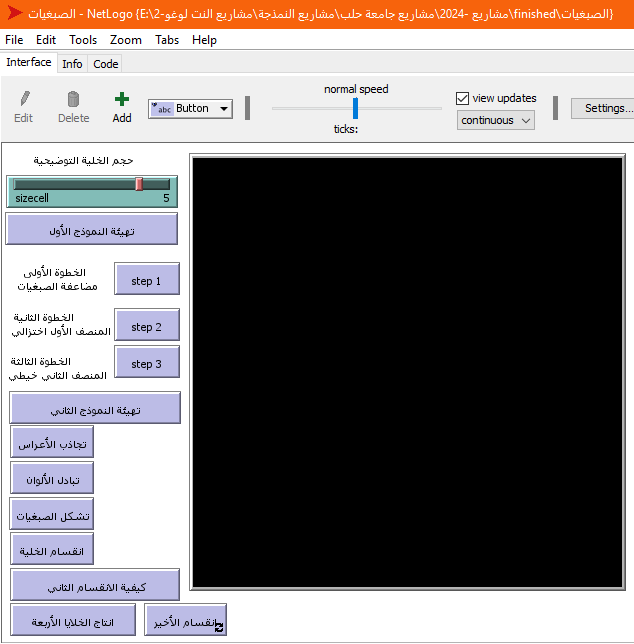 الصبغيات - NetLogo {E:\2-مشاريع النمذجة\مشاريع جامعة حلب\مشاريع النت لوغو -2024\مشاريع finished\الصبغيات}
File Edit Tools Zoom Tabs Help
Interface Info Code
normal speed
view updates
Edit Delete Add abc Button
continuous Settings...
ticks:
حجم الخلية التوضيحية
sizecell 5
تهيئة النموذج الأول
الخطوة الأولى
مضاعفة الصبغيات
step 1
الخطوة الثانية
المنصف الأول اختزالي
step 2
الخطوة الثالثة
المنصف الثاني خيطي
step 3
تهيئة النموذج الثاني
تجاذب الأعراس
تبادل الألوان
تشكل الصبغيات
انقسام الخلية
كيفية الانقسام الثاني
انتاج الخلايا الأربعة
انقسام الأخير